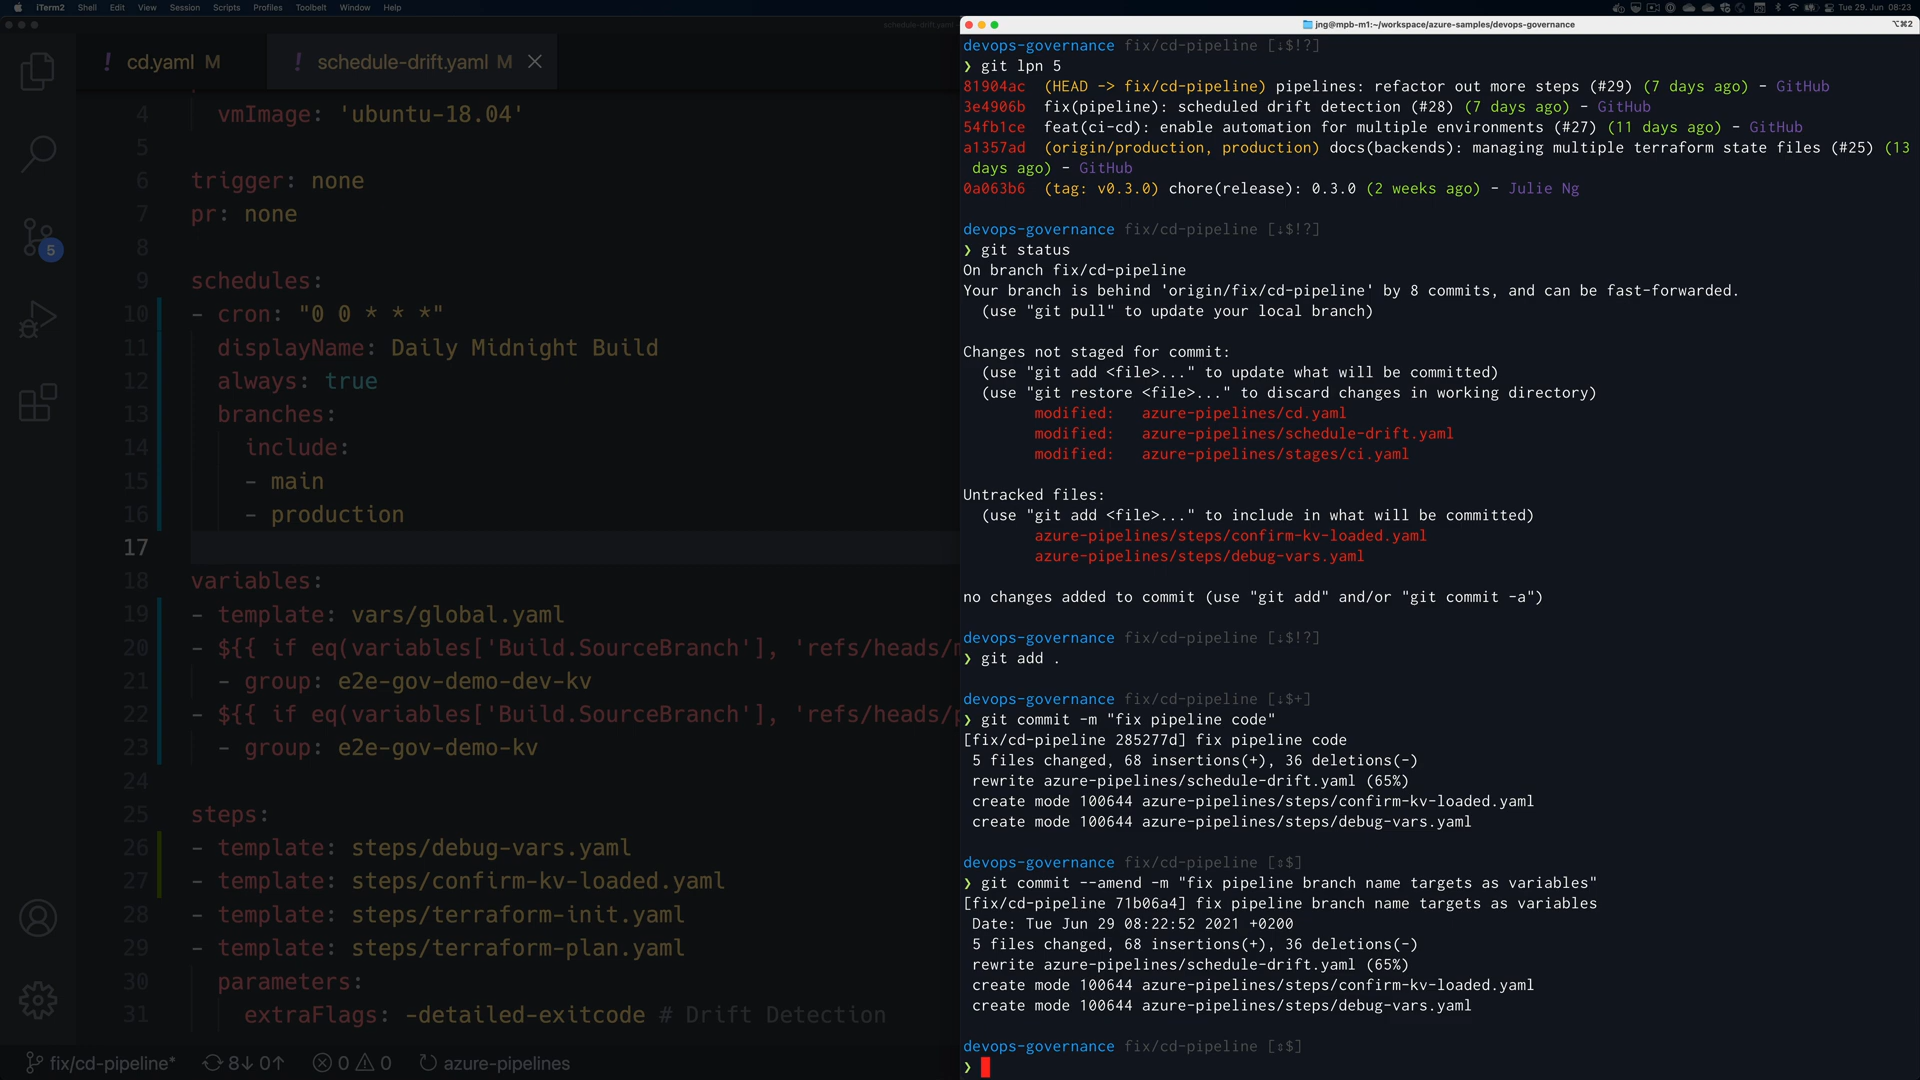 iTerm2 Shell Edit View Session Scripts Profiles Toolbelt Window Help
Tue 29. Jun 08:23
schedule-drift.yaml
! cd.yaml M
! schedule-drift.yaml M ×
4 vmImage: 'ubuntu-18.04'
5
6 trigger: none
7 pr: none
8
9 schedules:
10 - cron: "0 0 * * *"
11 displayName: Daily Midnight Build
12 always: true
13 branches:
14 include:
15 - main
16 - production
17
18 variables:
19 - template: vars/global.yaml
20 - ${{ if eq(variables['Build.SourceBranch'], 'refs/heads/
21 - group: e2e-gov-demo-dev-kv
22 - ${{ if eq(variables['Build.SourceBranch'], 'refs/heads/
23 - group: e2e-gov-demo-kv
24
25 steps:
26 - template: steps/debug-vars.yaml
27 - template: steps/confirm-kv-loaded.yaml
28 - template: steps/terraform-init.yaml
29 - template: steps/terraform-plan.yaml
30 parameters:
31 extraFlags: -detailed-exitcode # Drift Detection
5
fix/cd-pipeline* 8↓ 0↑ 0 0 azure-pipelines
jng@mpb-m1:~/workspace/azure-samples/devops-governance
⌥⌘2
devops-governance fix/cd-pipeline [↓$!?]
❯ git lpn 5
81904ac (HEAD -> fix/cd-pipeline) pipelines: refactor out more steps (#29) (7 days ago) - GitHub
3e4906b fix(pipeline): scheduled drift detection (#28) (7 days ago) - GitHub
54fb1ce feat(ci-cd): enable automation for multiple environments (#27) (11 days ago) - GitHub
a1357ad (origin/production, production) docs(backends): managing multiple terraform state files (#25) (13
days ago) - GitHub
0a063b6 (tag: v0.3.0) chore(release): 0.3.0 (2 weeks ago) - Julie Ng
devops-governance fix/cd-pipeline [↓$!?]
❯ git status
On branch fix/cd-pipeline
Your branch is behind 'origin/fix/cd-pipeline' by 8 commits, and can be fast-forwarded.
(use "git pull" to update your local branch)
Changes not staged for commit:
(use "git add <file>..." to update what will be committed)
(use "git restore <file>..." to discard changes in working directory)
modified: azure-pipelines/cd.yaml
modified: azure-pipelines/schedule-drift.yaml
modified: azure-pipelines/stages/ci.yaml
Untracked files:
(use "git add <file>..." to include in what will be committed)
azure-pipelines/steps/confirm-kv-loaded.yaml
azure-pipelines/steps/debug-vars.yaml
no changes added to commit (use "git add" and/or "git commit -a")
devops-governance fix/cd-pipeline [↓$!?]
❯ git add .
devops-governance fix/cd-pipeline [↓$+]
❯ git commit -m "fix pipeline code"
[fix/cd-pipeline 285277d] fix pipeline code
5 files changed, 68 insertions(+), 36 deletions(-)
rewrite azure-pipelines/schedule-drift.yaml (65%)
create mode 100644 azure-pipelines/steps/confirm-kv-loaded.yaml
create mode 100644 azure-pipelines/steps/debug-vars.yaml
devops-governance fix/cd-pipeline [⇕$]
❯ git commit --amend -m "fix pipeline branch name targets as variables"
[fix/cd-pipeline 71b06a4] fix pipeline branch name targets as variables
Date: Tue Jun 29 08:22:52 2021 +0200
5 files changed, 68 insertions(+), 36 deletions(-)
rewrite azure-pipelines/schedule-drift.yaml (65%)
create mode 100644 azure-pipelines/steps/confirm-kv-loaded.yaml
create mode 100644 azure-pipelines/steps/debug-vars.yaml
devops-governance fix/cd-pipeline [⇕$]
❯